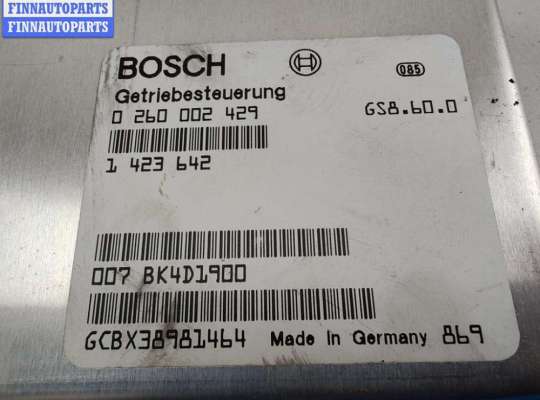 FINNAUTOPARTS
FINNAUTOPARTS
BOSCH
085
Getriebesteuerung
0 260 002 429 GS8.60.0
1 423 642
007 BK4D1900
GCBX38981464 Made in Germany 869